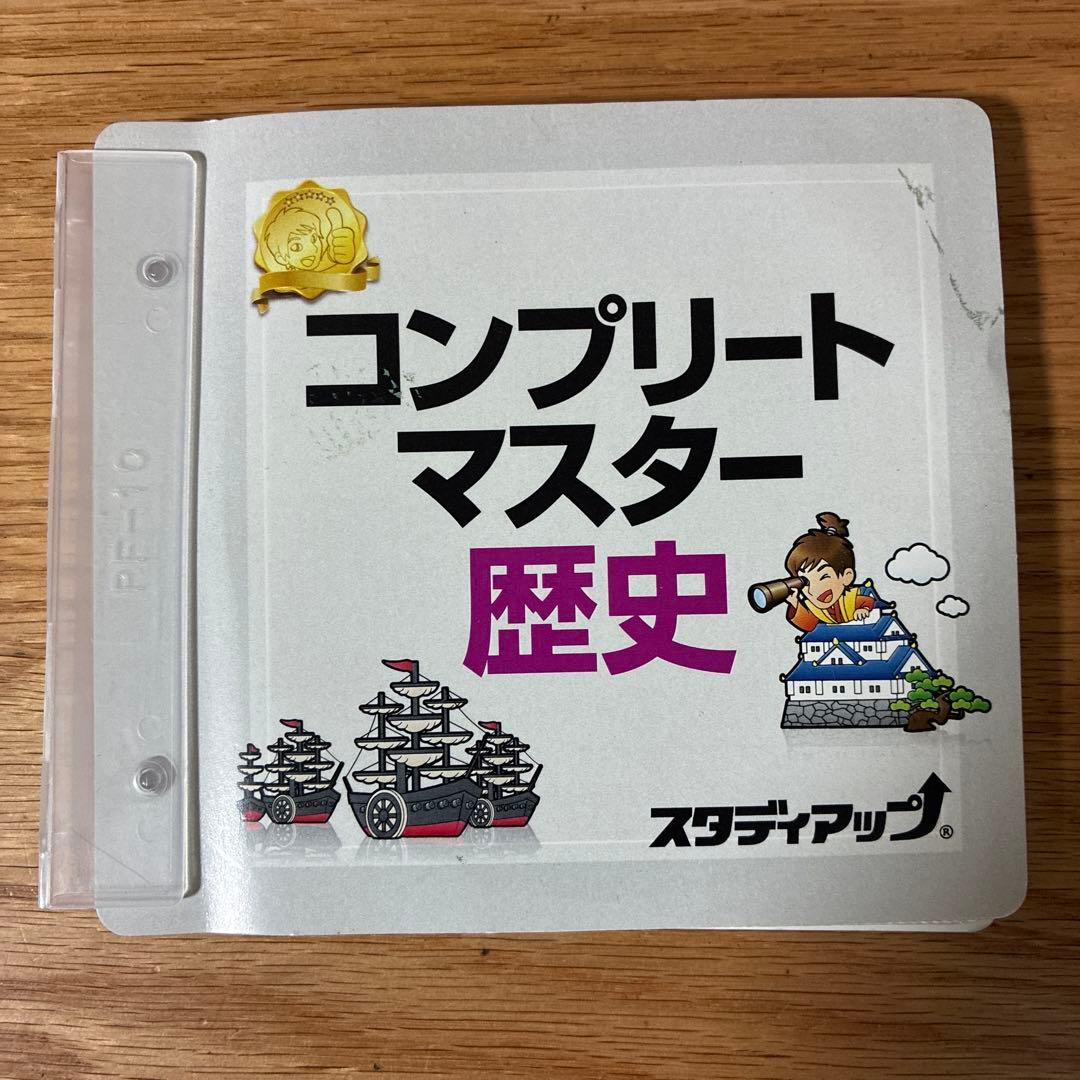 コンプリート
マスター
歴史
スタディアップ®
PF-10